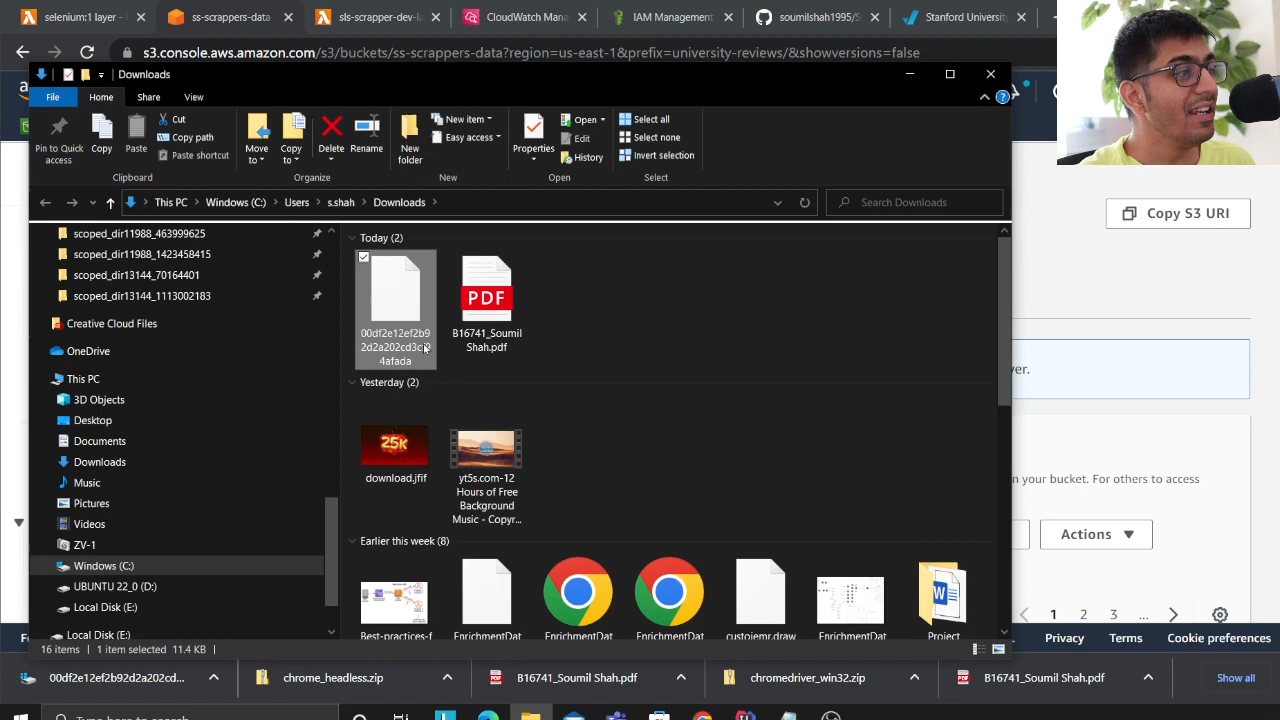 selenium:1 layer -
ss-scrappers-data
sls-scrapper-dev-l
CloudWatch Man
IAM Management
soumilshah1995/S
Stanford University
s3.console.aws.amazon.com/s3/buckets/ss-scrappers-data?region=us-east-1&prefix=university-reviews/&showversions=false
Downloads
File
Home
Share
View
Pin to Quick access
Copy
Paste
Cut
Copy path
Paste shortcut
Move to
Copy to
Delete
Rename
New folder
New item
Easy access
Properties
Open
Edit
History
Select all
Select none
Invert selection
Clipboard
Organize
New
Open
Select
This PC > Windows (C:) > Users > s.shah > Downloads >
Search Downloads
Copy S3 URI
scoped_dir11988_463999625
scoped_dir11988_1423458415
scoped_dir13144_70164401
scoped_dir13144_1113002183
Creative Cloud Files
OneDrive
This PC
3D Objects
Desktop
Documents
Downloads
Music
Pictures
Videos
ZV-1
Windows (C:)
UBUNTU 22_0 (D:)
Local Disk (E:)
Local Disk (E:)
Today (2)
00df2e12ef2b9
4afada
PDF
B16741_Soumil
Shah.pdf
Yesterday (2)
25K
download.jfif
yt5s.com-12
Hours of Free
Background
Music - Copyr...
Earlier this week (8)
Best-practices-f
EnrichmentDat
EnrichmentDat
EnrichmentDat
custoiemr.draw
EnrichmentDat
Project
ver.
n your bucket. For others to access
Actions
1 2 3 ...
16 items
1 item selected 11.4 KB
Privacy
Terms
Cookie preferences
00df2e12ef2b92d2a202cd...
chrome_headless.zip
B16741_Soumil Shah.pdf
chromedriver_win32.zip
B16741_Soumil Shah.pdf
Show all